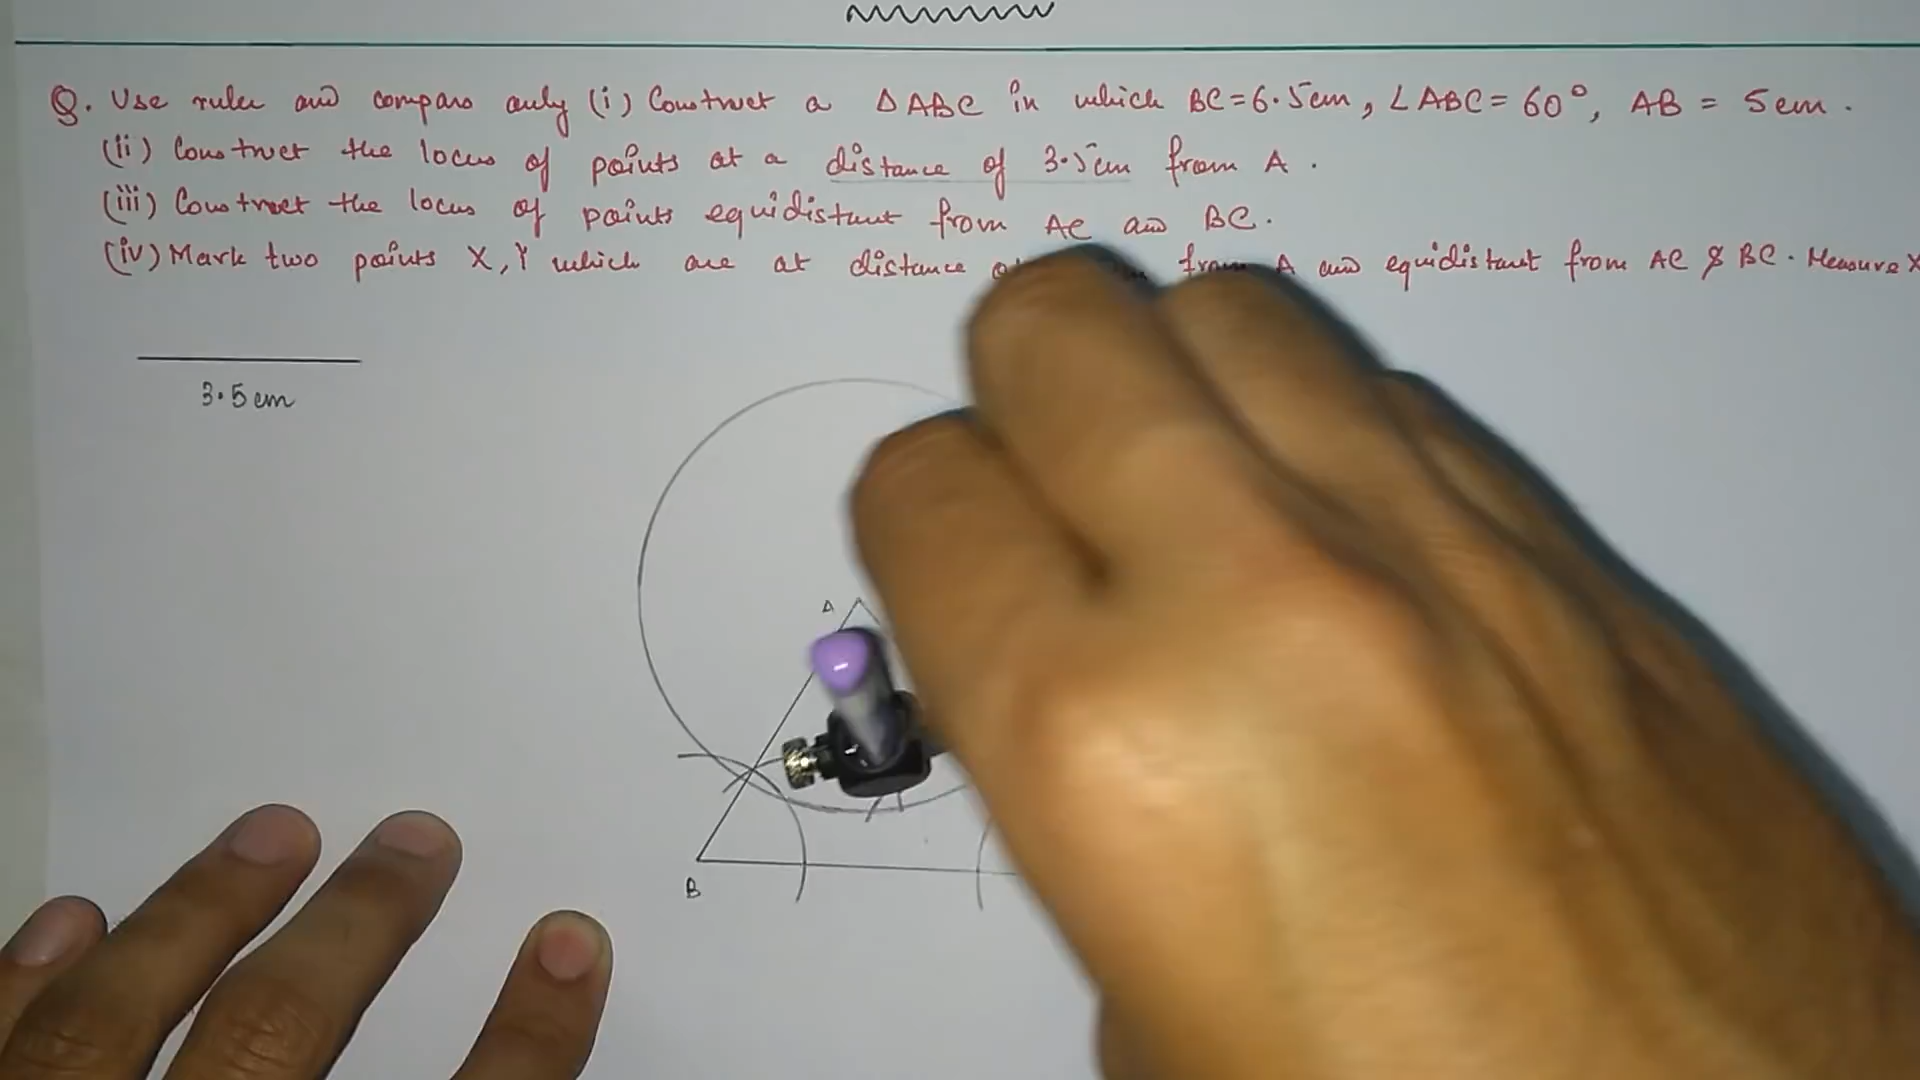 Q. Use ruler and compass only (i) Construct a ΔABC in which BC=6.5cm, ∠ABC= 60°, AB = 5cm.
(ii) Construct the locus of points at a distance of 3.5cm from A.
(iii) Construct the locus of points equidistant from AC and BC.
(iv) Mark two points X,Y which are at distance from A and equidistant from AC & BC. Measure X
3.5cm
A
B